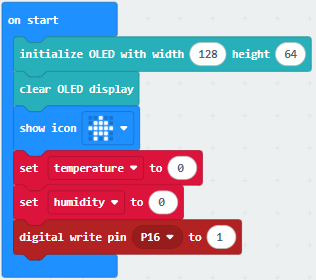 on start
initialize OLED with width 128 height 64
clear OLED display
show icon
set temperature to 0
set humidity to 0
digital write pin P16 to 1